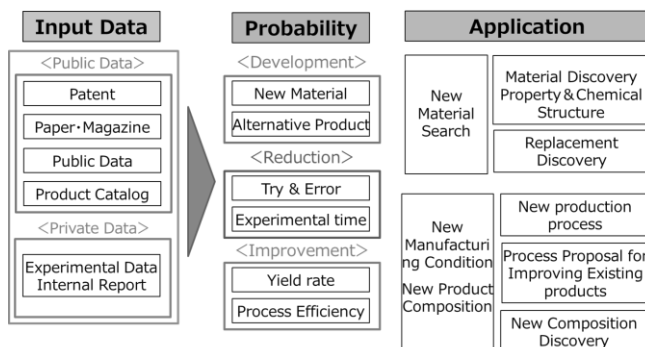 Input Data
<Public Data>
Patent
Paper・Magazine
Public Data
Product Catalog
<Private Data>
Experimental Data
Internal Report
Probability
<Development>
New Material
Alternative Product
<Reduction>
Try & Error
Experimental time
<Improvement>
Yield rate
Process Efficiency
Application
New
Material
Search
Material Discovery
Property＆Chemical
Structure
Replacement
Discovery
New
Manufacturi
ng Condition
New Product
Composition
New production
process
Process Proposal for
Improving Existing
products
New Composition
Discovery